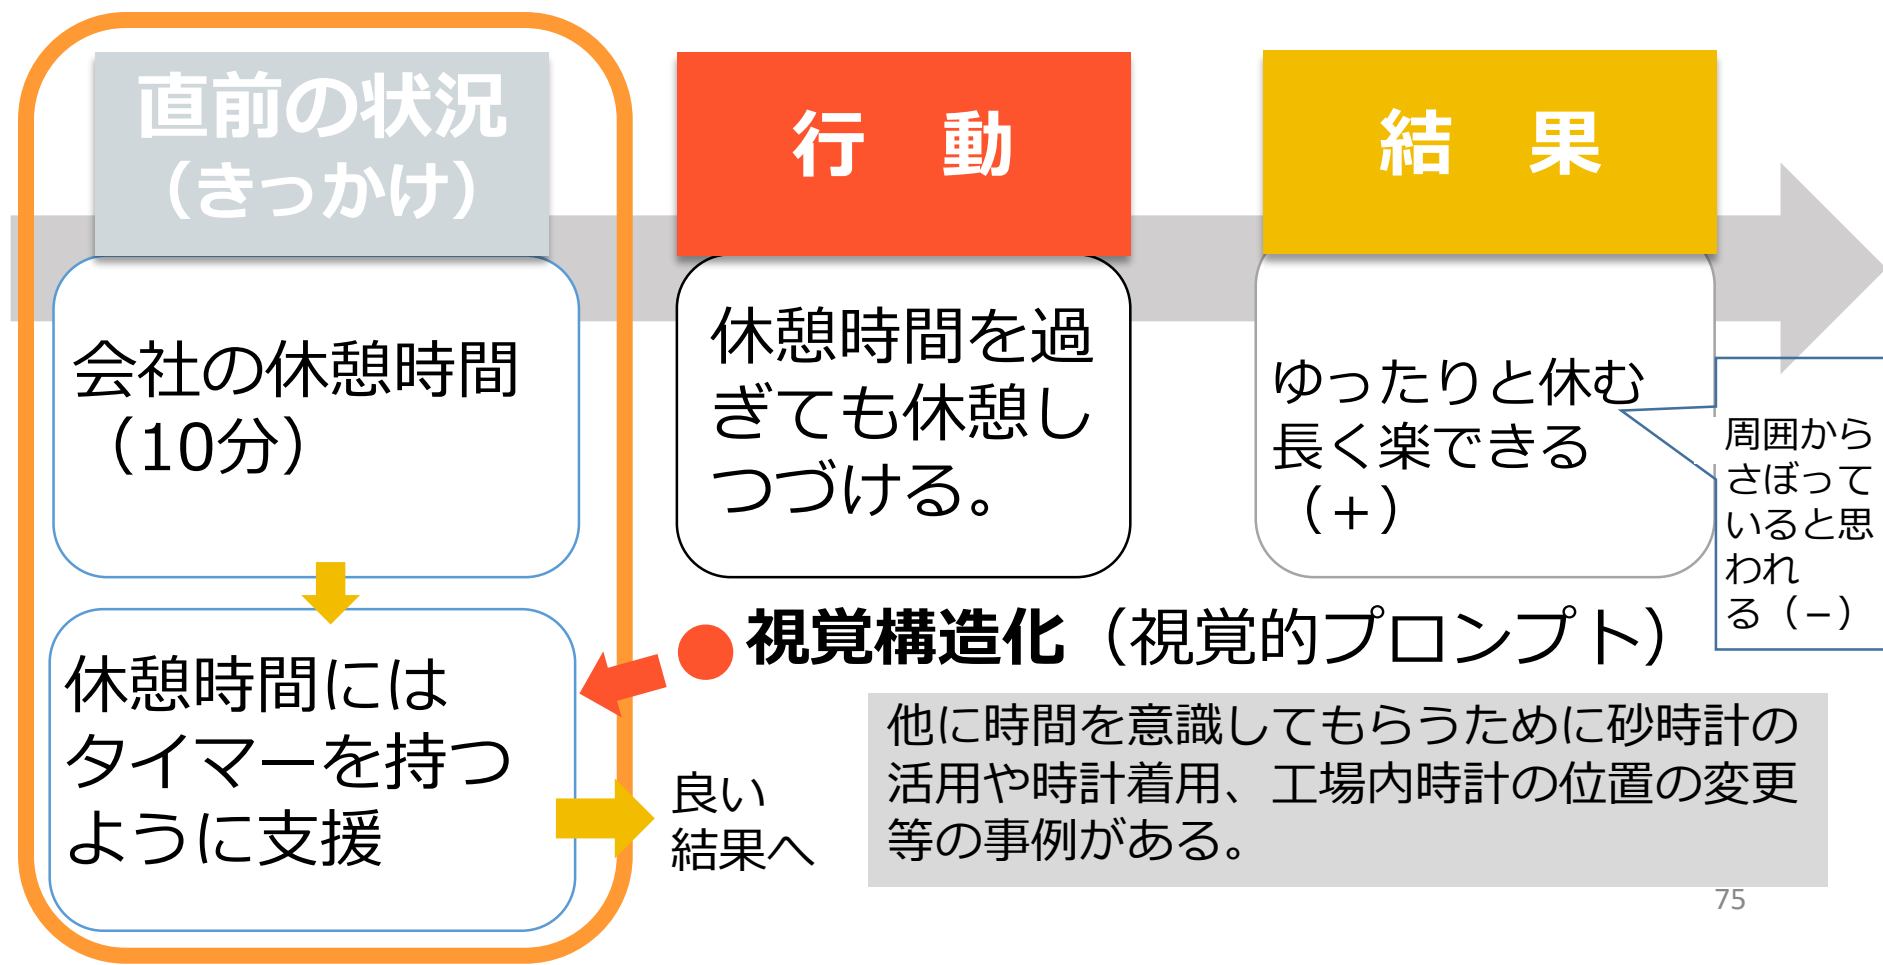 直前の状況
（きっかけ）
行　動
結　果
会社の休憩時間
（10分）
休憩時間を過
ぎても休憩し
つづける。
ゆったりと休む
長く楽できる
（+）
周囲から
さぼって
いると思
われ
る（−）
休憩時間には
タイマーを持つ
ように支援
視覚構造化（視覚的プロンプト）
良い
結果へ
他に時間を意識してもらうために砂時計の
活用や時計着用、工場内時計の位置の変更
等の事例がある。
75